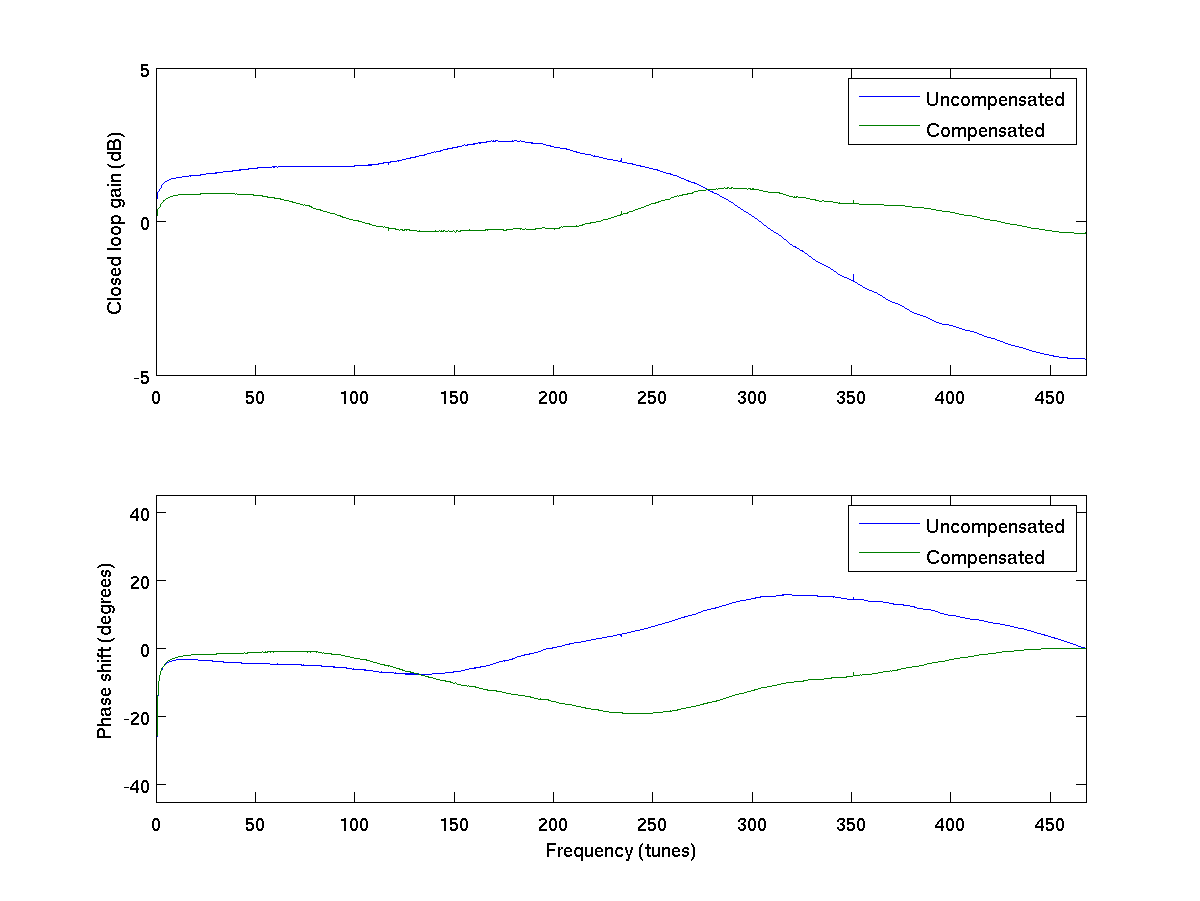 5
0
-5
Closed loop gain (dB)
Uncompensated
Compensated
0 50 100 150 200 250 300 350 400 450
40
20
0
-20
-40
Phase shift (degrees)
Uncompensated
Compensated
0 50 100 150 200 250 300 350 400 450
Frequency (tunes)